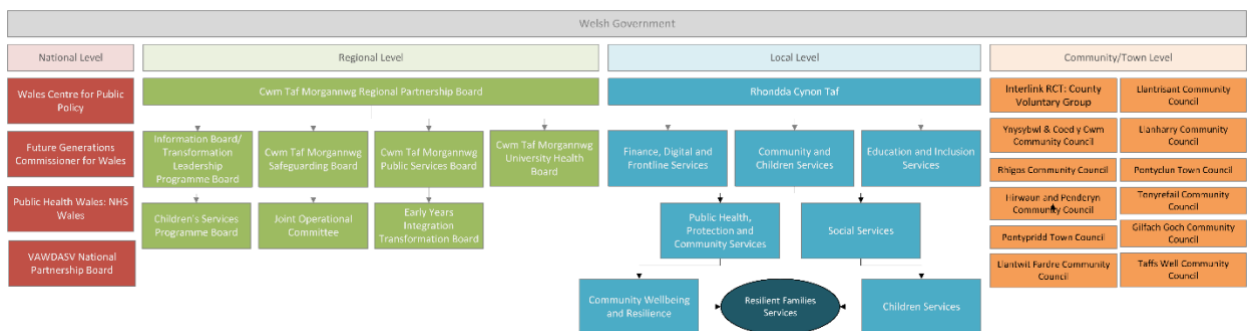 Welsh Government
National Level
Regional Level
Local Level
Community/Town Level
Wales Centre for Public
Policy
Future Generations
Commissioner for Wales
Public Health Wales: NHS
Wales
VAWDASV National
Partnership Board
Cwm Taf Morgannwg Regional Partnership Board
Information Board/
Transformation
Leadership
Programme Board
Cwm Taf Morgannwg
Safeguarding Board
Cwm Taf Morgannwg
Public Services Board
Cwm Taf Morgannwg
University Health
Board
Children's Services
Programme Board
Joint Operational
Committee
Early Years
Integration
Transformation Board
Rhondda Cynon Taf
Finance, Digital and
Frontline Services
Community and
Children Services
Education and Inclusion
Services
Public Health,
Protection and
Community Services
Social Services
Community Wellbeing
and Resilience
Resilient Families
Services
Children Services
Interlink RCT: County
Voluntary Group
Llantrisant Community
Council
Ynysybwl & Coed y Cwm
Community Council
Llanharry Community
Council
Rhigos Community Council
Pontyclun Town Council
Hirwaun and Penderyn
Community Council
Tonyrefail Community
Council
Pontypridd Town Council
Gilfach Goch Community
Council
Llantwit Fardre Community
Council
Taffs Well Community
Council